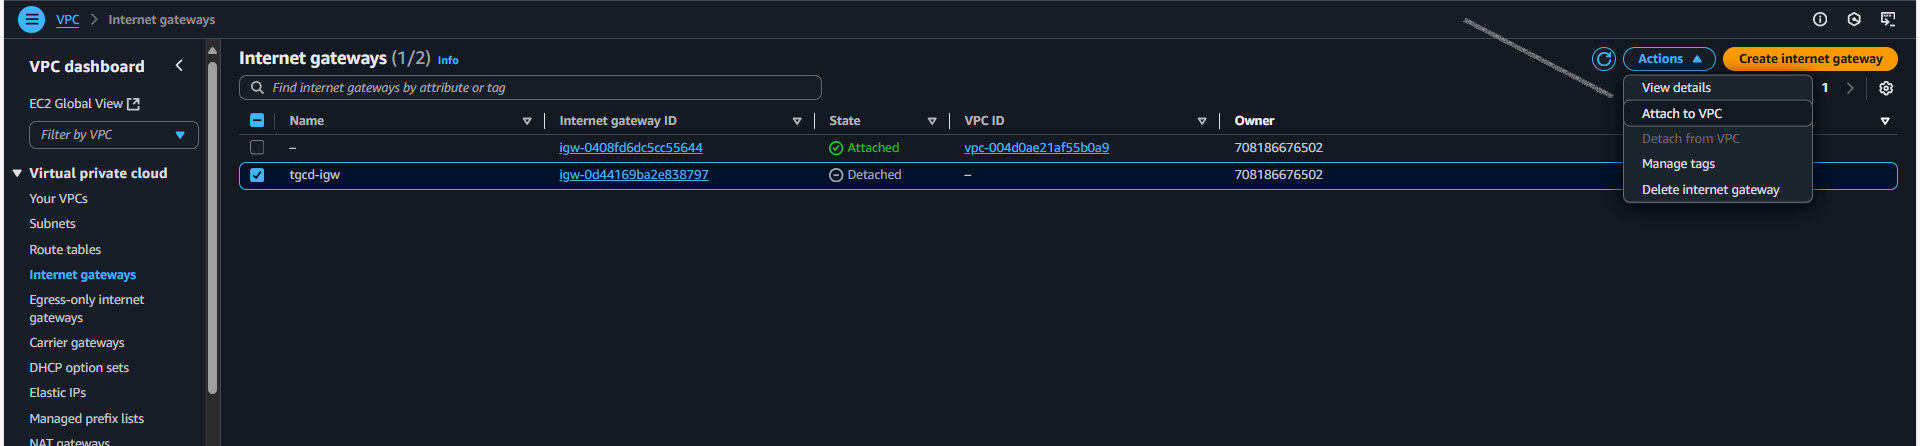 VPC > Internet gateways
VPC dashboard
EC2 Global View
Filter by VPC
Virtual private cloud
Your VPCs
Subnets
Route tables
Internet gateways
Egress-only internet
gateways
Carrier gateways
DHCP option sets
Elastic IPs
Managed prefix lists
NAT gateways
Internet gateways (1/2) Info
Actions
Create internet gateway
Find internet gateways by attribute or tag
1
View details
Attach to VPC
Detach from VPC
Manage tags
Delete internet gateway
Name Internet gateway ID State VPC ID Owner
– igw-0408fd6dc5cc55644 Attached vpc-004d0ae21af55b0a9 708186676502
tgcd-igw igw-0d44169ba2e838797 Detached – 708186676502